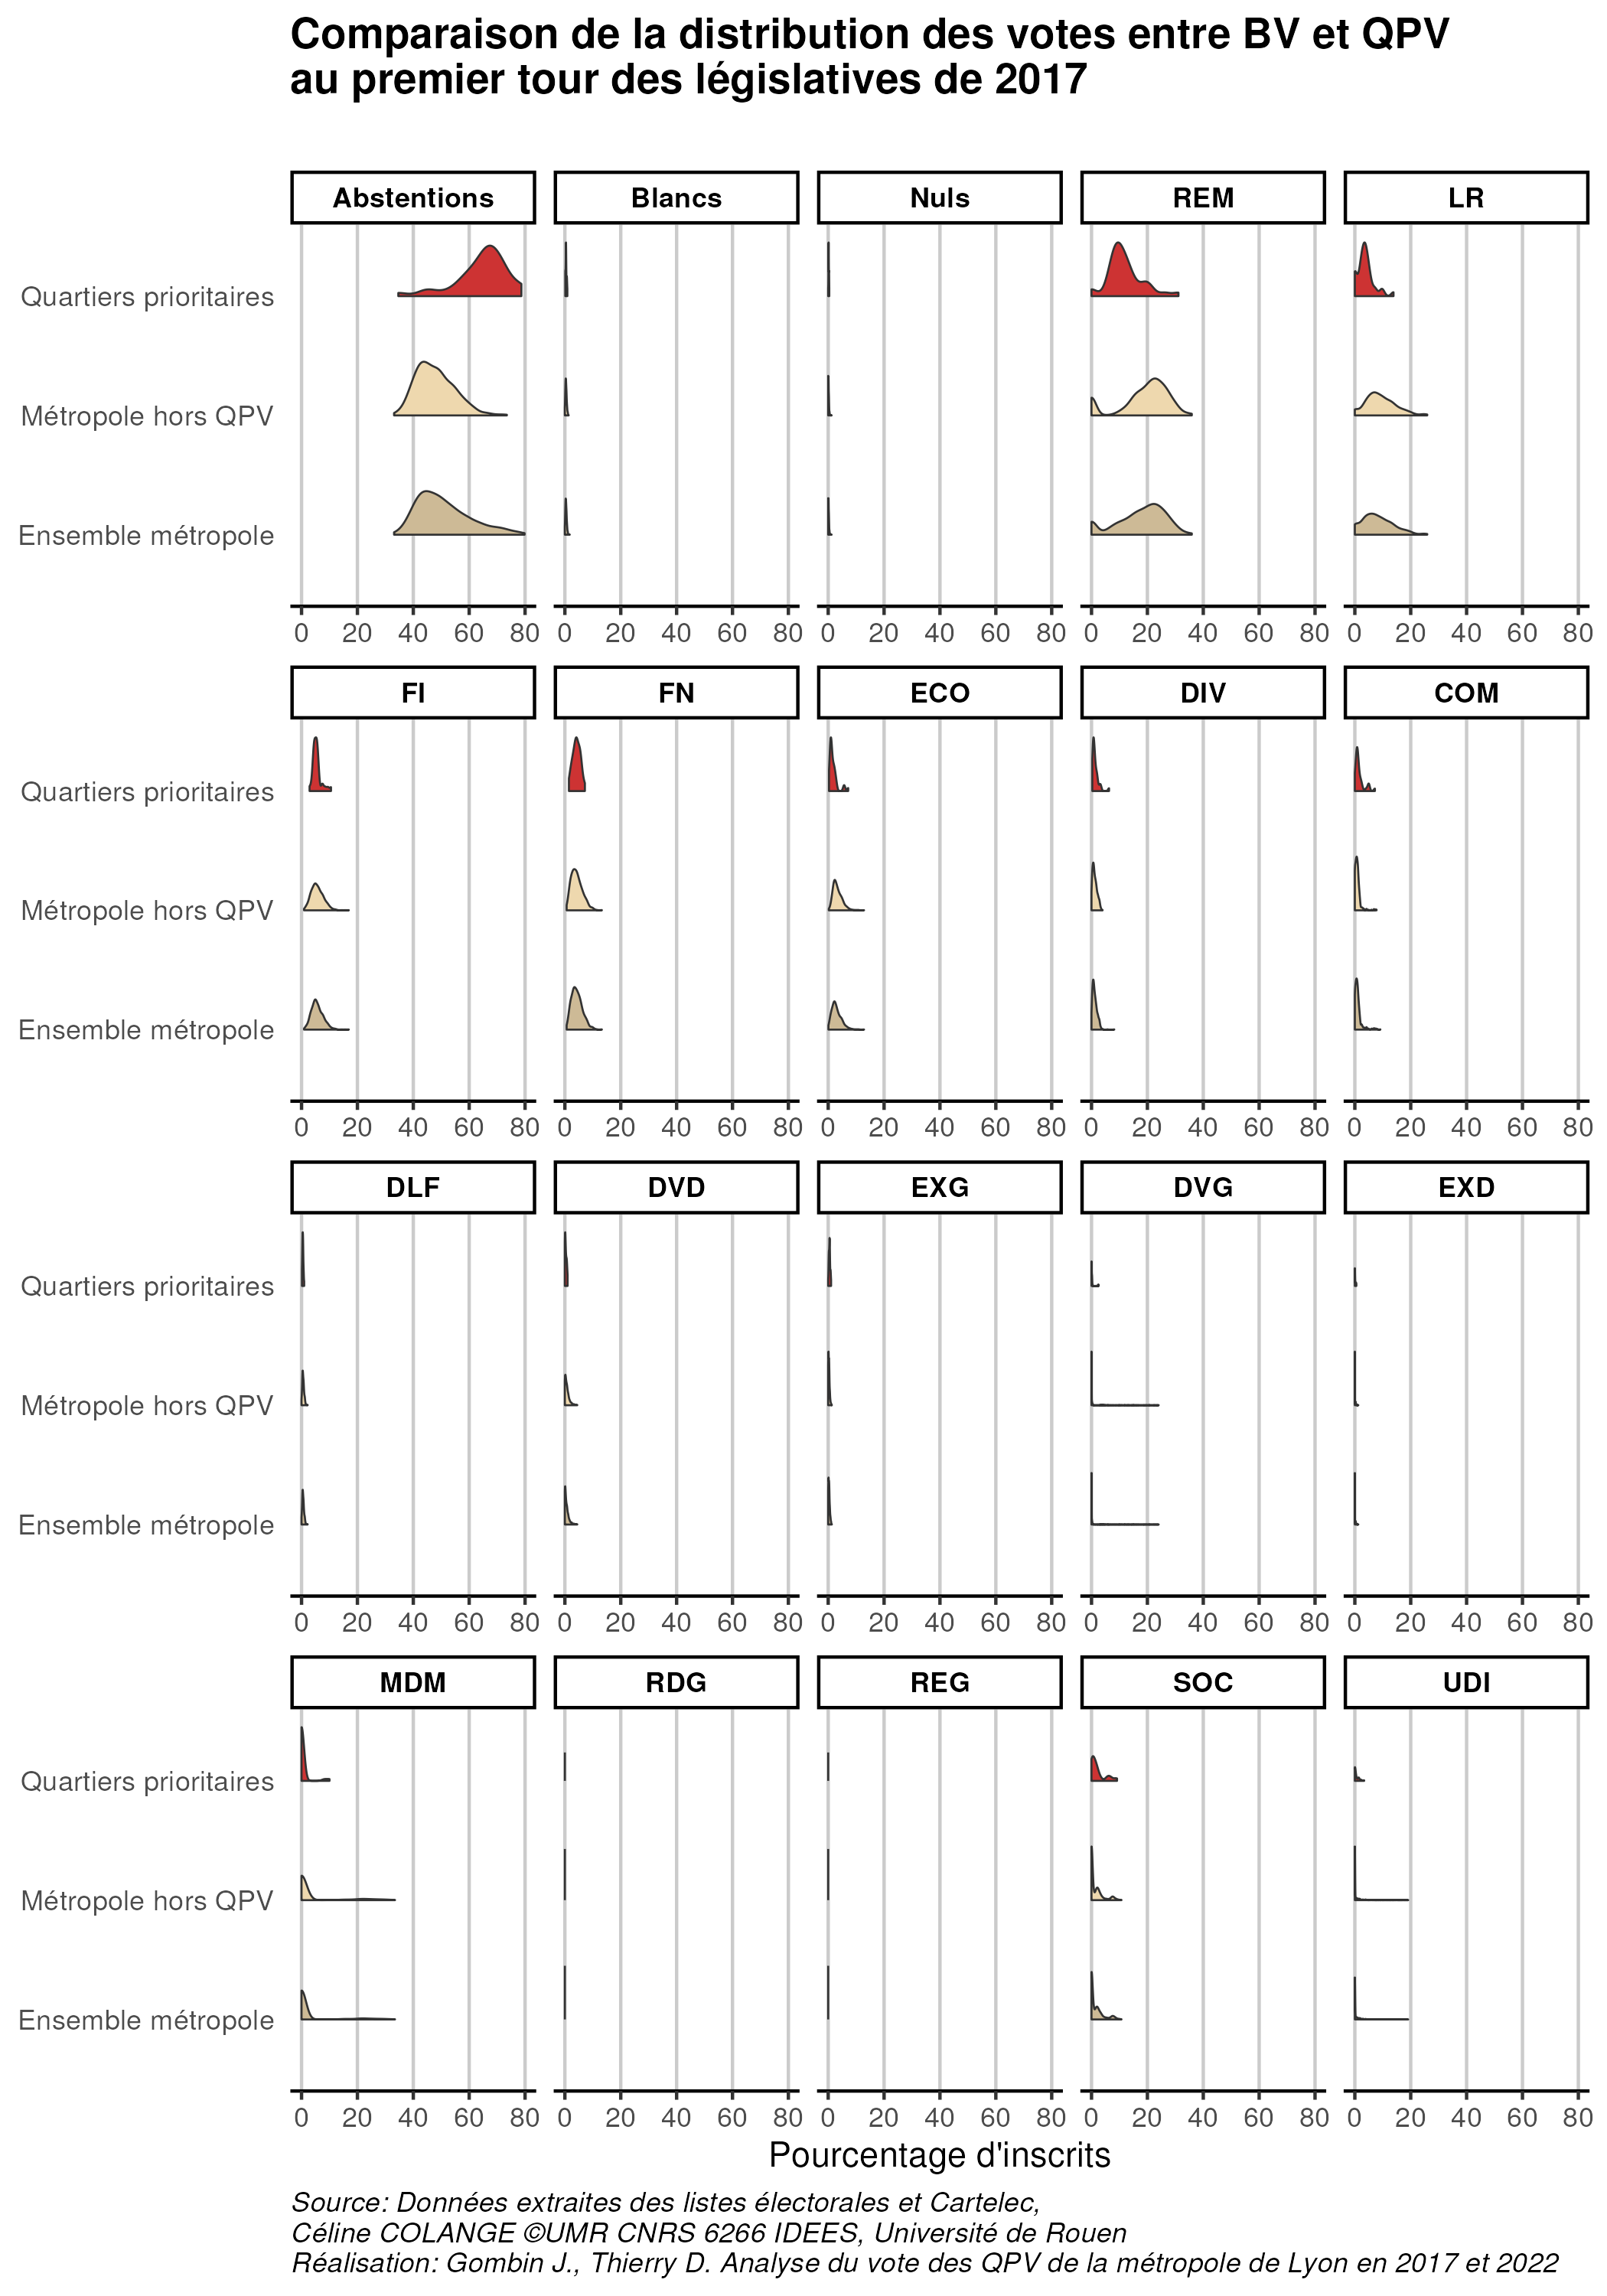 Comparaison de la distribution des votes entre BV et QPV
au premier tour des législatives de 2017
Abstentions Blancs Nuls REM LR
Quartiers prioritaires
Métropole hors QPV
Ensemble métropole
0 20 40 60 80 0 20 40 60 80 0 20 40 60 80 0 20 40 60 80 0 20 40 60 80
FI FN ECO DIV COM
Quartiers prioritaires
Métropole hors QPV
Ensemble métropole
0 20 40 60 80 0 20 40 60 80 0 20 40 60 80 0 20 40 60 80 0 20 40 60 80
DLF DVD EXG DVG EXD
Quartiers prioritaires
Métropole hors QPV
Ensemble métropole
0 20 40 60 80 0 20 40 60 80 0 20 40 60 80 0 20 40 60 80 0 20 40 60 80
MDM RDG REG SOC UDI
Quartiers prioritaires
Métropole hors QPV
Ensemble métropole
0 20 40 60 80 0 20 40 60 80 0 20 40 60 80 0 20 40 60 80 0 20 40 60 80
Pourcentage d'inscrits
Source: Données extraites des listes électorales et Cartelec,
Céline COLANGE ©UMR CNRS 6266 IDEES, Université de Rouen
Réalisation: Gombin J., Thierry D. Analyse du vote des QPV de la métropole de Lyon en 2017 et 2022